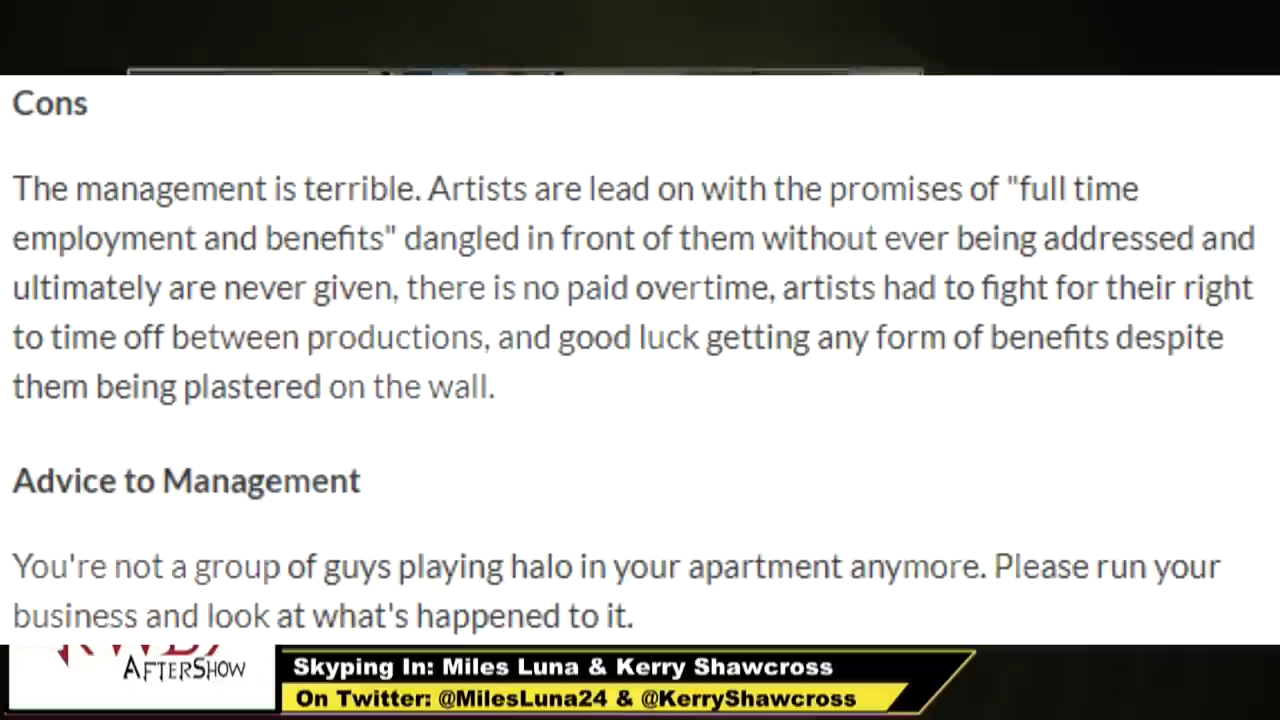 Cons
The management is terrible. Artists are lead on with the promises of "full time
employment and benefits" dangled in front of them without ever being addressed and
ultimately are never given, there is no paid overtime, artists had to fight for their right
to time off between productions, and good luck getting any form of benefits despite
them being plastered on the wall.
Advice to Management
You're not a group of guys playing halo in your apartment anymore. Please run your
business and look at what's happened to it.
AFTERSHOW
Skyping In: Miles Luna & Kerry Shawcross
On Twitter: @MilesLuna24 & @KerryShawcross